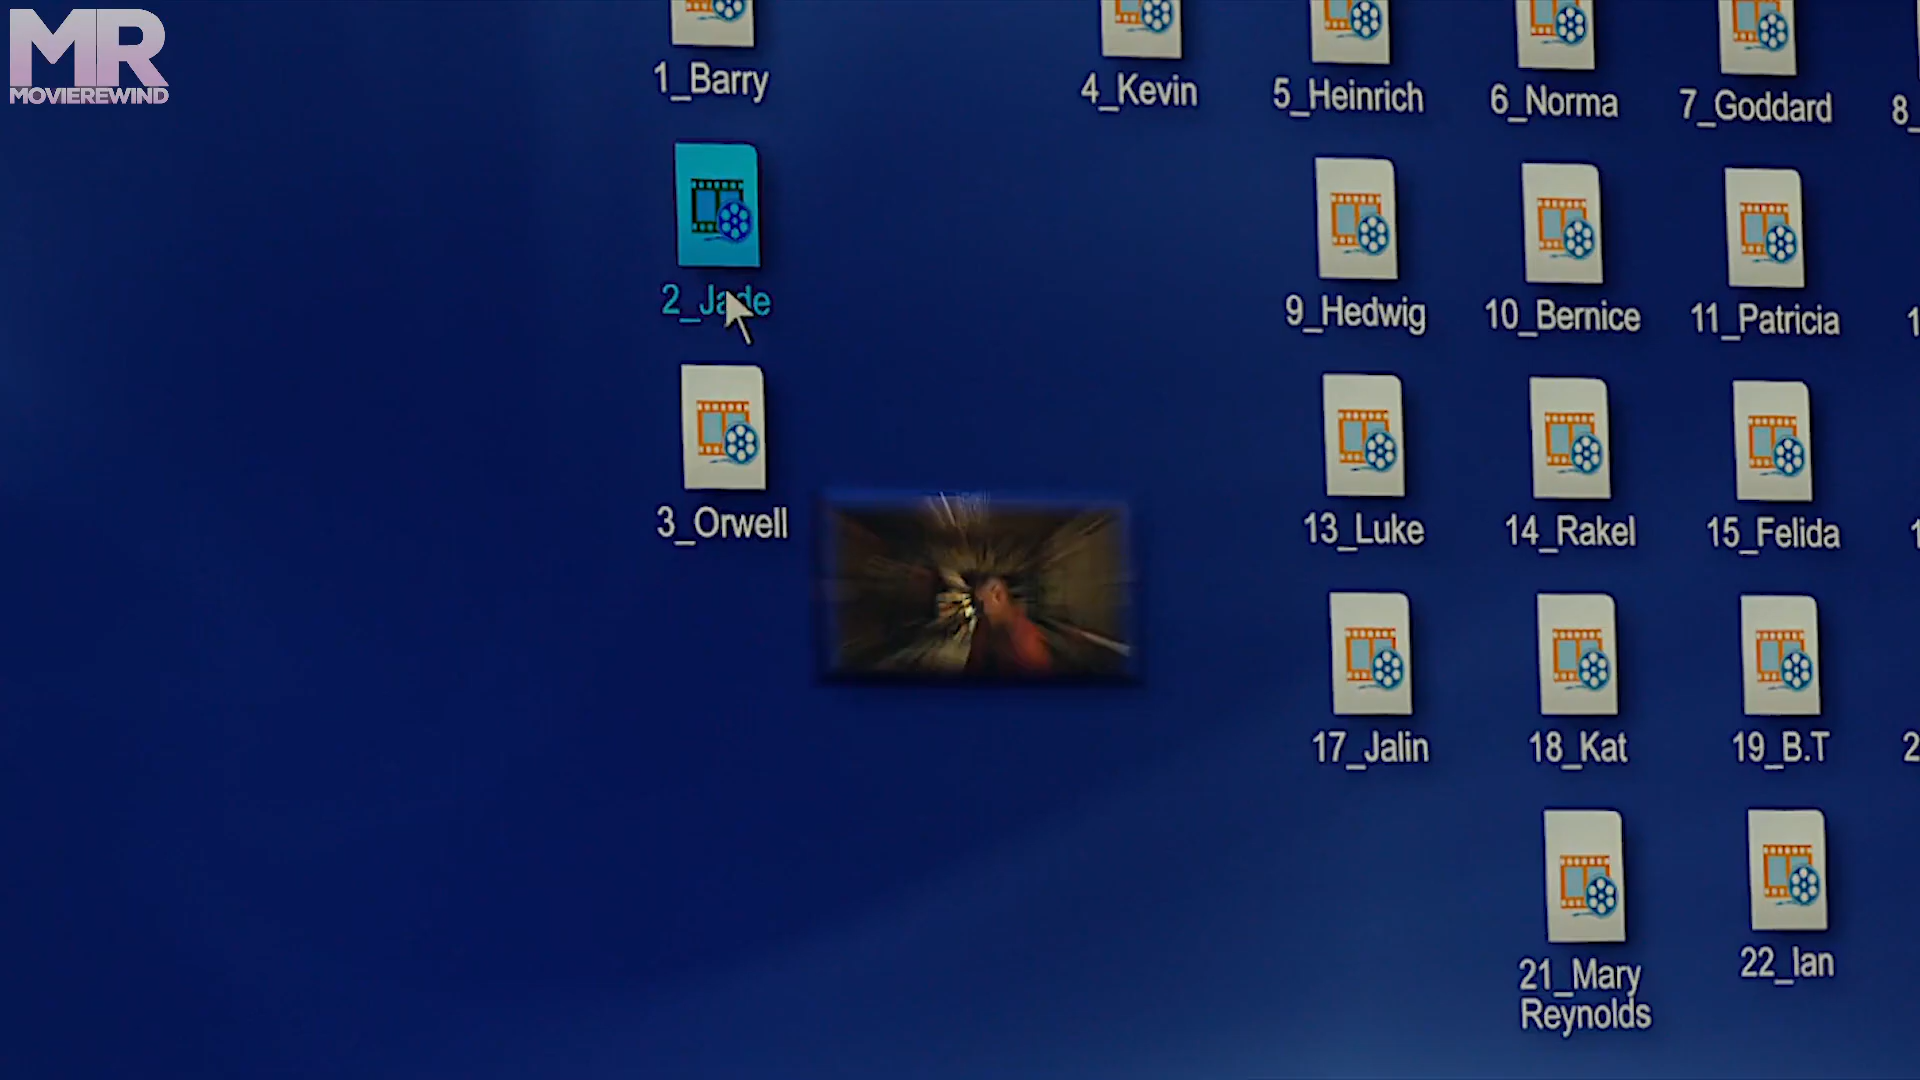 MR
MOVIEREWIND
1_Barry
4_Kevin
5_Heinrich
6_Norma
7_Goddard
8_
2_Jade
9_Hedwig
10_Bernice
11_Patricia
3_Orwell
13_Luke
14_Rakel
15_Felida
17_Jalin
18_Kat
19_B.T
21_Mary
Reynolds
22_Ian